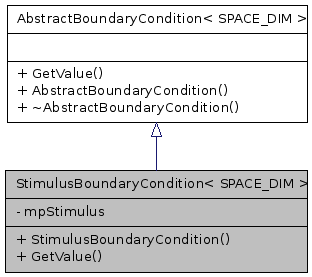 AbstractBoundaryCondition< SPACE_DIM >
+ GetValue()
+ AbstractBoundaryCondition()
+ ~AbstractBoundaryCondition()
StimulusBoundaryCondition< SPACE_DIM >
- mpStimulus
+ StimulusBoundaryCondition()
+ GetValue()